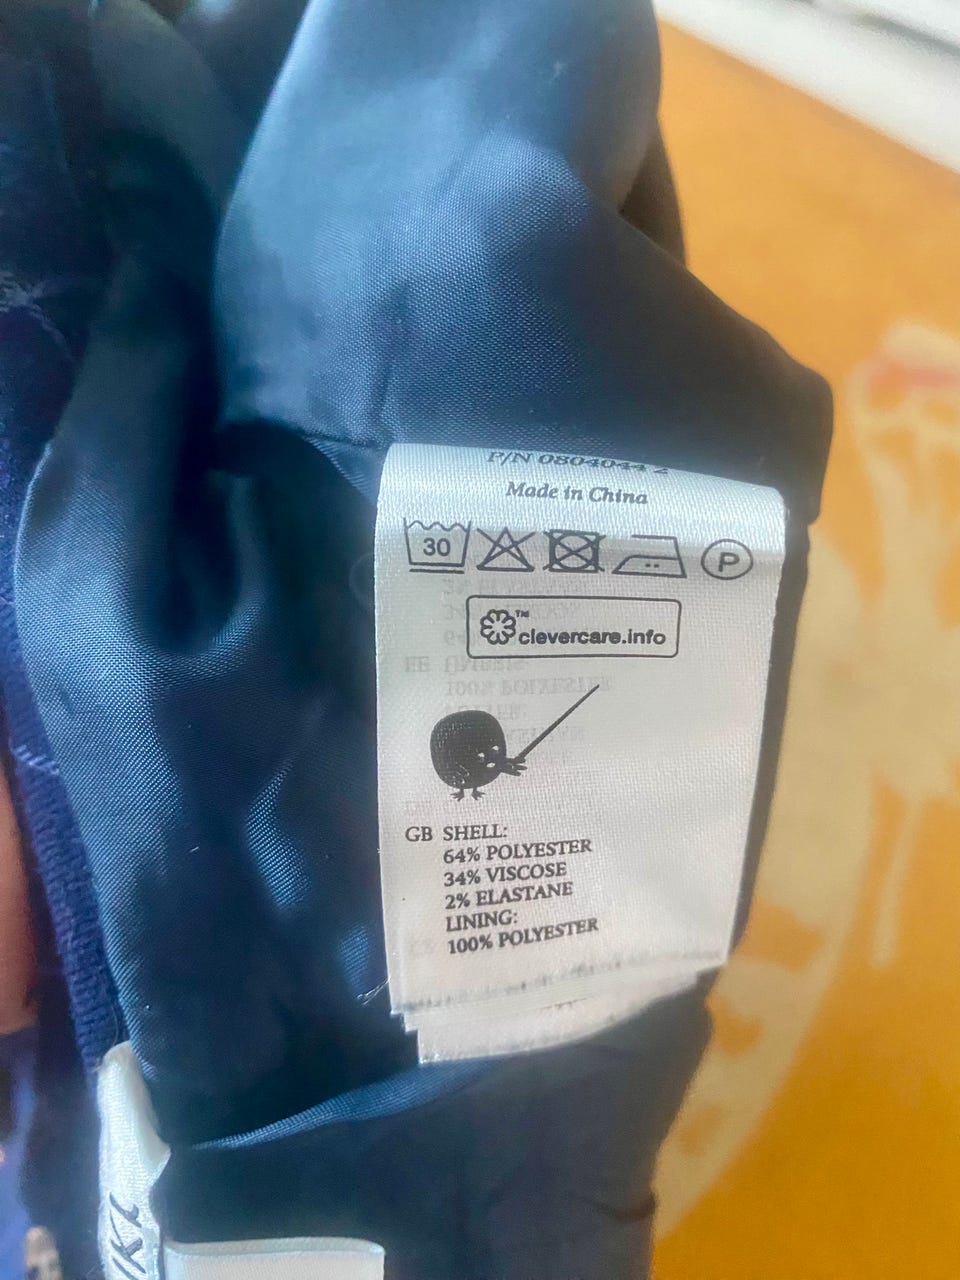 P/N 0804044 2
Made in China
30
P
™
clevercare.info
GB SHELL:
64% POLYESTER
34% VISCOSE
2% ELASTANE
LINING:
100% POLYESTER